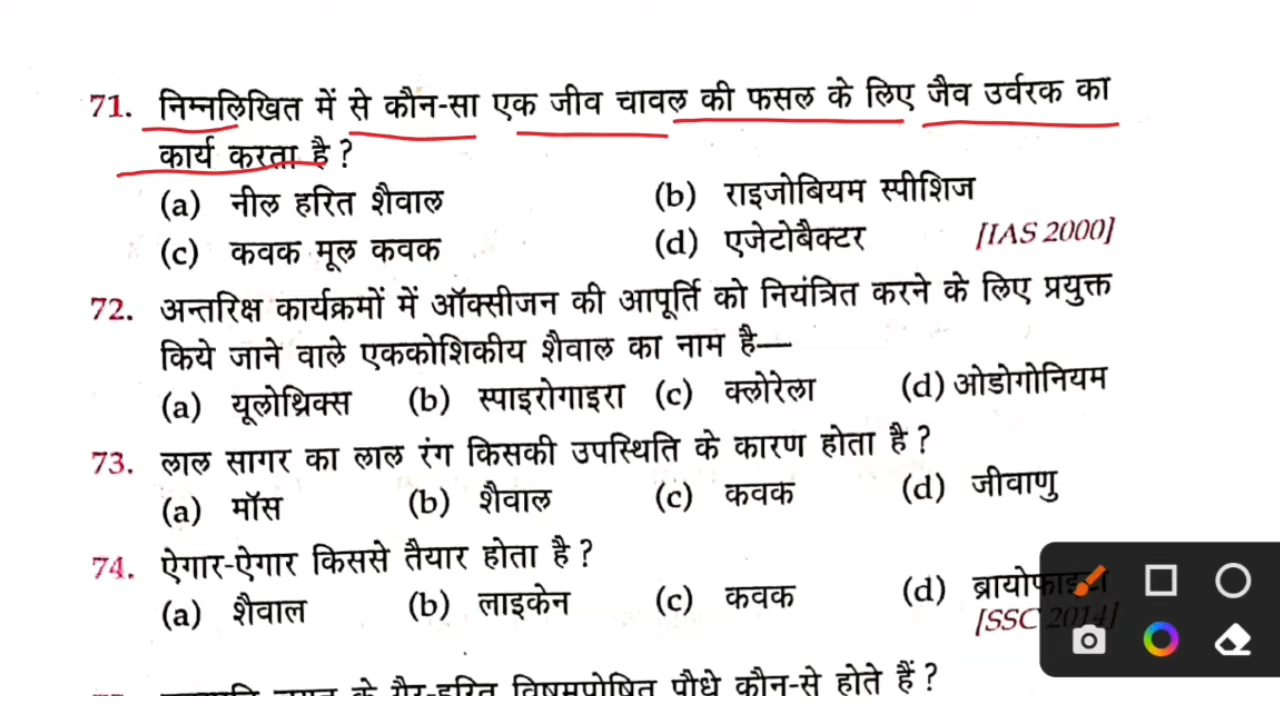 71. निम्नलिखित में से कौन-सा एक जीव चावल की फसल के लिए जैव उर्वरक का
कार्य करता है ?
(a) नील हरित शैवाल (b) राइजोबियम स्पीशिज
(c) कवक मूल कवक (d) एजेटोबैक्टर [IAS 2000]
72. अन्तरिक्ष कार्यक्रमों में ऑक्सीजन की आपूर्ति को नियंत्रित करने के लिए प्रयुक्त
किये जाने वाले एककोशिकीय शैवाल का नाम है—
(a) यूलोथ्रिक्स (b) स्पाइरोगाइरा (c) क्लोरेला (d) ओडोगोनियम
73. लाल सागर का लाल रंग किसकी उपस्थिति के कारण होता है ?
(a) मॉस (b) शैवाल (c) कवक (d) जीवाणु
74. ऐगार-ऐगार किससे तैयार होता है ?
(a) शैवाल (b) लाइकेन (c) कवक (d) ब्रायोफाइटा
[SSC 2014]
के गैर-हरित विषमपोषित पौधे कौन-से होते हैं ?